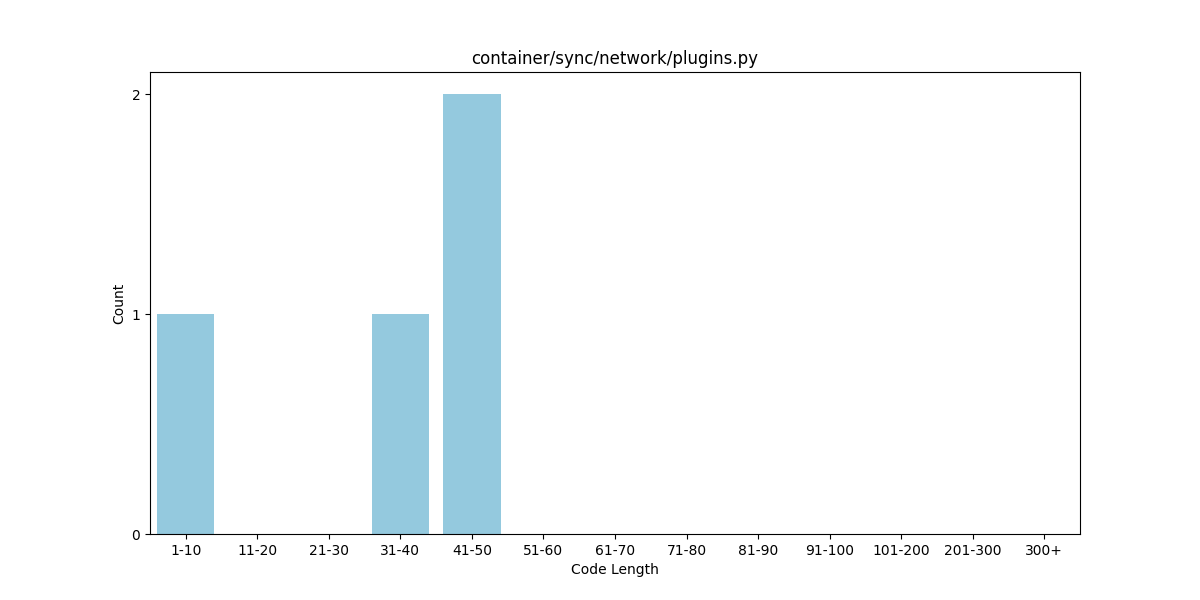 container/sync/network/plugins.py
Count
2
1
0
1-10 11-20 21-30 31-40 41-50 51-60 61-70 71-80 81-90 91-100 101-200 201-300 300+
Code Length